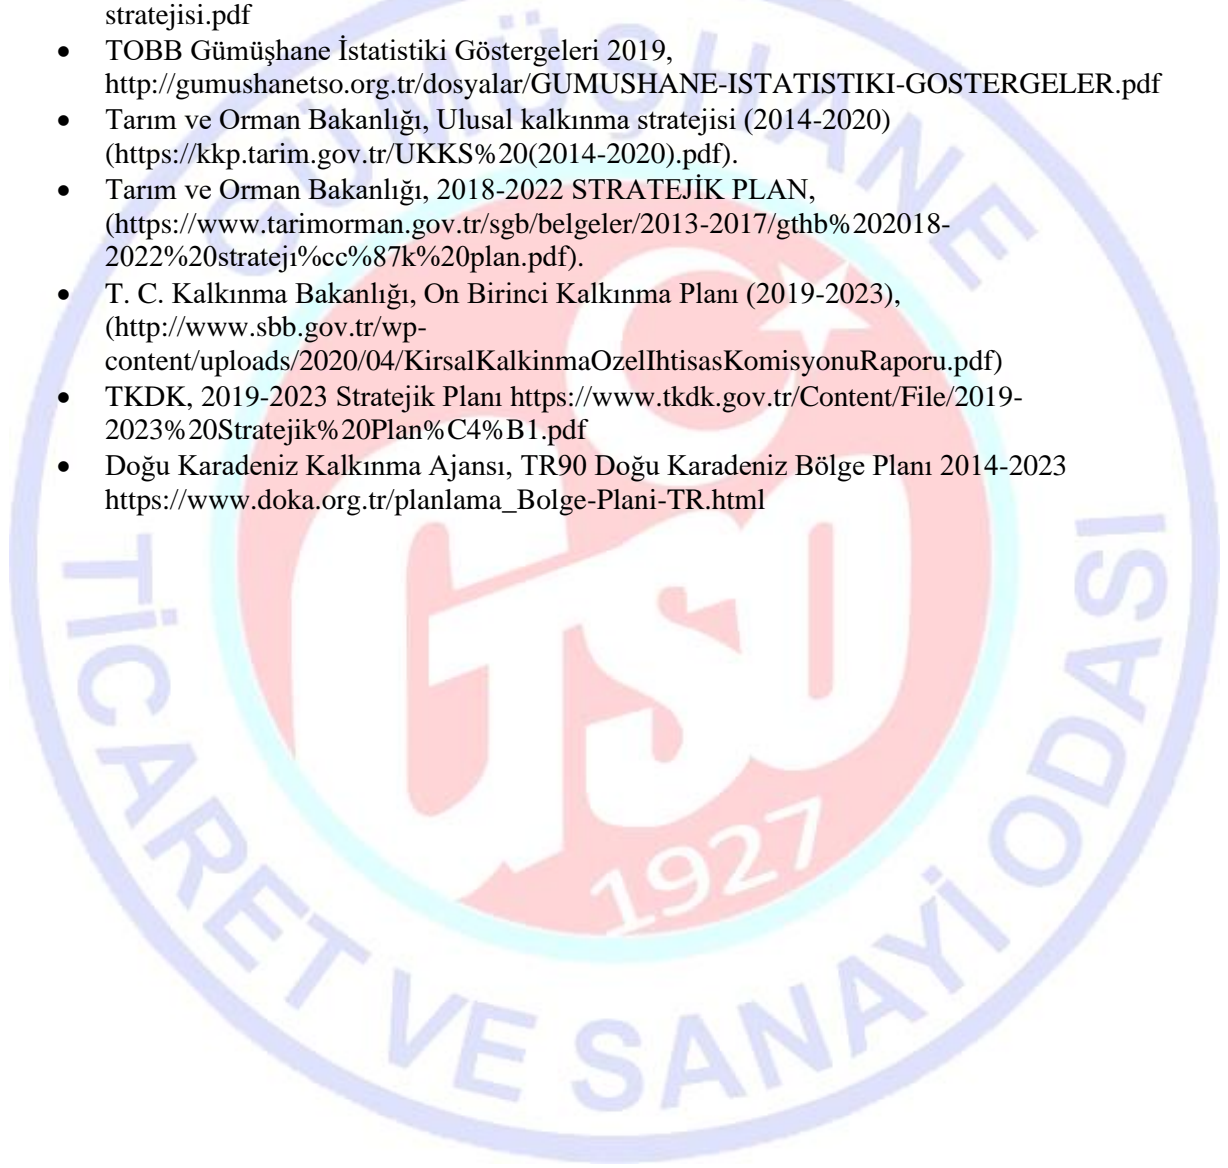 stratejisi.pdf
• TOBB Gümüşhane İstatistiki Göstergeleri 2019,
http://gumushanetso.org.tr/dosyalar/GUMUSHANE-ISTATISTIKI-GOSTERGELER.pdf
• Tarım ve Orman Bakanlığı, Ulusal kalkınma stratejisi (2014-2020)
(https://kkp.tarim.gov.tr/UKKS%20(2014-2020).pdf).
• Tarım ve Orman Bakanlığı, 2018-2022 STRATEJİK PLAN,
(https://www.tarimorman.gov.tr/sgb/belgeler/2013-2017/gthb%202018-
2022%20stratejı%cc%87k%20plan.pdf).
• T. C. Kalkınma Bakanlığı, On Birinci Kalkınma Planı (2019-2023),
(http://www.sbb.gov.tr/wp-
content/uploads/2020/04/KirsalKalkinmaOzelIhtisasKomisyonuRaporu.pdf)
• TKDK, 2019-2023 Stratejik Planı https://www.tkdk.gov.tr/Content/File/2019-
2023%20Stratejik%20Plan%C4%B1.pdf
• Doğu Karadeniz Kalkınma Ajansı, TR90 Doğu Karadeniz Bölge Planı 2014-2023
https://www.doka.org.tr/planlama_Bolge-Plani-TR.html
GÜMÜŞHANE
TİCARET VE SANAYİ ODASI
GTSO
1927